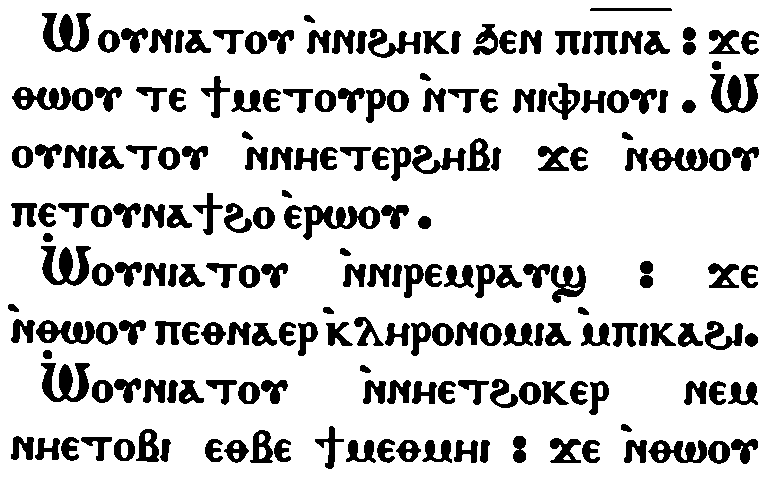 Ⲱⲟⲩⲛⲓⲁⲧⲟⲩ ⲛ̀ⲛⲓϩⲏⲕⲓ ϧⲉⲛ ⲡⲓⲡ̅ⲛ̅ⲁ̅ : ϫⲉ
ⲑⲱⲟⲩ ⲧⲉ ϯⲙⲉⲧⲟⲩⲣⲟ ⲛ̀ⲧⲉ ⲛⲓⲫⲏⲟⲩⲓ . Ⲱ̇
ⲟⲩⲛⲓⲁⲧⲟⲩ ⲛ̀ⲛⲏⲉⲧⲉⲣϩⲏⲃⲓ ϫⲉ ⲛ̀ⲑⲱⲟⲩ
ⲡⲉⲧⲟⲩⲛⲁϯϩⲟ ⲉ̀ⲣⲱⲟⲩ .
Ⲱ̇ⲟⲩⲛⲓⲁⲧⲟⲩ ⲛ̀ⲛⲓⲣⲉⲙⲣⲁⲩϣ : ϫⲉ
ⲛ̀ⲑⲱⲟⲩ ⲡⲉⲑⲛⲁⲉⲣ ⲕ̀ⲗⲏⲣⲟⲛⲟⲙⲓⲁ ⲙ̀ⲡⲓⲕⲁϩⲓ.
Ⲱ̇ⲟⲩⲛⲓⲁⲧⲟⲩ ⲛ̀ⲛⲏⲉⲧϩⲟⲕⲉⲣ ⲛⲉⲙ
ⲛⲏⲉⲧⲟⲃⲓ ⲉⲑⲃⲉ ϯⲙⲉⲑⲙⲏⲓ : ϫⲉ ⲛ̀ⲑⲱⲟⲩ